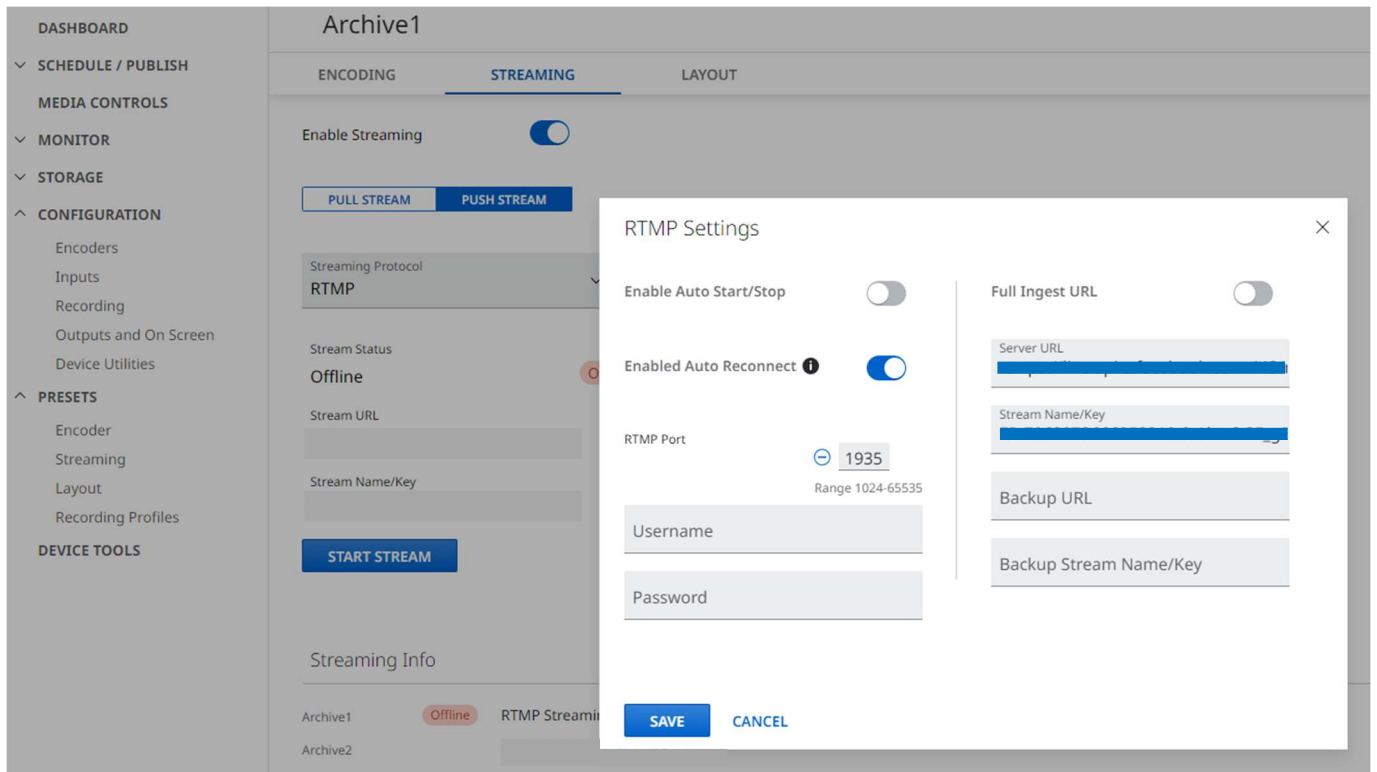 DASHBOARD
SCHEDULE / PUBLISH
MEDIA CONTROLS
MONITOR
STORAGE
CONFIGURATION
Encoders
Inputs
Recording
Outputs and On Screen
Device Utilities
PRESETS
Encoder
Streaming
Layout
Recording Profiles
DEVICE TOOLS
Archive1
ENCODING STREAMING LAYOUT
Enable Streaming
PULL STREAM PUSH STREAM
Streaming Protocol
RTMP
Stream Status
Offline
Stream URL
Stream Name/Key
START STREAM
Streaming Info
Archive1 Offline RTMP
Archive2
RTMP Settings
Enable Auto Start/Stop
Enabled Auto Reconnect
RTMP Port
1935
Range 1024-65535
Username
Password
Full Ingest URL
Server URL
Stream Name/Key
Backup URL
Backup Stream Name/Key
SAVE CANCEL